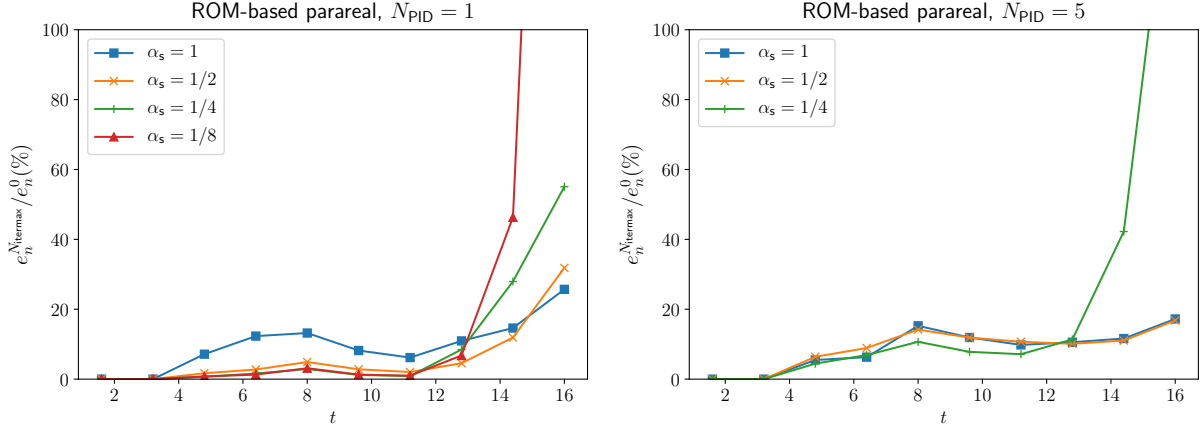 ROM-based parareal, N_PID = 1
100
80
60
40
20
0
2 4 6 8 10 12 14 16
t
e_n^{N_itermax}/e_n^0(%)
α_s = 1
α_s = 1/2
α_s = 1/4
α_s = 1/8
ROM-based parareal, N_PID = 5
100
80
60
40
20
0
2 4 6 8 10 12 14 16
t
e_n^{N_itermax}/e_n^0(%)
α_s = 1
α_s = 1/2
α_s = 1/4